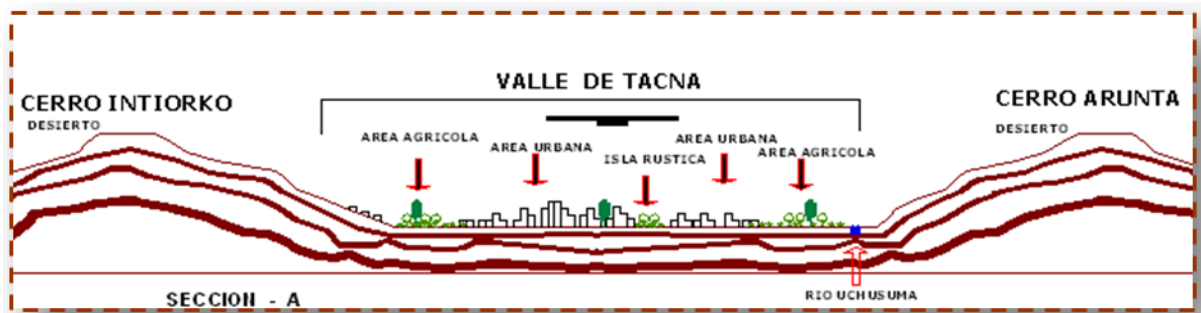 VALLE DE TACNA
CERRO INTIORKO
DESIERTO
CERRO ARUNTA
DESIERTO
AREA AGRICOLA
AREA URBANA
ISLA RUSTICA
AREA URBANA
AREA AGRICOLA
RIO UCHUSUMA
SECCION - A